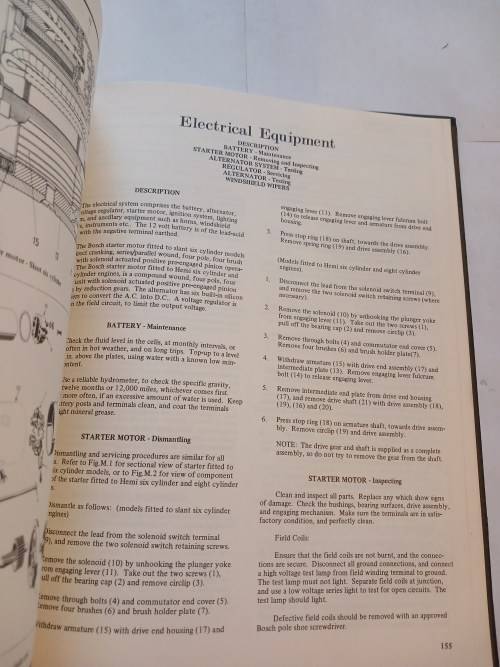 Electrical Equipment
DESCRIPTION
BATTERY - Maintenance
STARTER MOTOR - Removing and Inspecting
ALTERNATOR SYSTEM - Testing
REGULATOR - Servicing
ALTERNATOR - Testing
WINDSHIELD WIPERS
DESCRIPTION
The electrical system comprises the battery, alternator,
voltage regulator, starter motor, ignition system, lighting
and ancillary equipment such as horns, windshield
instruments etc. The 12 volt battery is of the lead-acid
with the negative terminal earthed.
The Bosch starter motor fitted to slant six cylinder models
direct cranking, series/parallel wound, four pole, four brush
with solenoid actuated positive pre-engaged pinion opera-
The Bosch starter motor fitted to Hemi six cylinder and
cylinder engines, is a compound wound, four pole, four
unit with solenoid actuated positive pre-engaged pinion
by reduction gears. The alternator has six built-in silicon
to convert the A.C. into D.C. A voltage regulator is
in the field circuit, to limit the output voltage.
BATTERY - Maintenance
Check the fluid level in the cells, at monthly intervals, or
often in hot weather, and on long trips. Top-up to a level
in. above the plates, using water with a known low min-
content.
Use a reliable hydrometer, to check the specific gravity,
twelve months or 12,000 miles, whichever comes first.
more often, if an excessive amount of water is used. Keep
battery posts and terminals clean, and coat the terminals
light mineral grease.
STARTER MOTOR - Dismantling
Dismantling and servicing procedures are similar for all
Refer to Fig.M.1 for sectional view of starter fitted to
six cylinder models, or to Fig.M.2 for view of component
of the starter fitted to Hemi six cylinder and eight cylinder
Dismantle as follows: (models fitted to slant six cylinder
engines)
Disconnect the lead from the solenoid switch terminal
(9), and remove the two solenoid switch retaining screws.
Remove the solenoid (10) by unhooking the plunger yoke
from engaging lever (11). Take out the two screws (1),
pull off the bearing cap (2) and remove circlip (3).
Remove through bolts (4) and commutator end cover (5).
Remove four brushes (6) and brush holder plate (7).
Withdraw armature (15) with drive end housing (17) and
engaging lever (11). Remove engaging lever fulcrum bolt
(14) to release engaging lever and armature from drive end
housing.
5. Press stop ring (18) on shaft, towards the drive assembly.
Remove spring ring (19) and drive assembly (16).
(Models fitted to Hemi six cylinder and eight cylinder
engines).
1. Disconnect the lead from the solenoid switch terminal (9),
and remove the two solenoid switch retaining screws (where
necessary).
2. Remove the solenoid (10) by unhooking the plunger yoke
from engaging lever (11). Take out the two screws (1),
pull off the bearing cap (2) and remove circlip (3).
3. Remove through bolts (4) and commutator end cover (5).
Remove four brushes (6) and brush holder plate(7).
4. Withdraw armature (15) with drive end assembly (17) and
intermediate plate (13). Remove engaging lever fulcrum
bolt (14) to release engaging lever.
5. Remove intermediate end plate from drive end housing
(17), and remove drive shaft (21) with drive assembly (18),
(19), (16) and (20).
6. Press stop ring (18) on armature shaft, towards drive assem-
bly. Remove circlip (19) and drive assembly.
NOTE: The drive gear and shaft is supplied as a complete
assembly, so do not try to remove the gear from the shaft.
STARTER MOTOR - Inspecting
Clean and inspect all parts. Replace any which show signs
of damage. Check the bushings, bearing surfaces, drive assembly,
and engaging mechanism. Make sure the terminals are in satis-
factory condition, and perfectly clean.
Field Coils:
Ensure that the field coils are not burnt, and the connec-
tions are secure. Disconnect all ground connections, and connect
a high voltage test lamp from field winding terminal to ground.
The test lamp must not light. Separate field coils at junction,
and use a low voltage series light to test for open circuits. The
test lamp should light.
Defective field coils should be removed with an approved
Bosch pole shoe screwdriver.
155